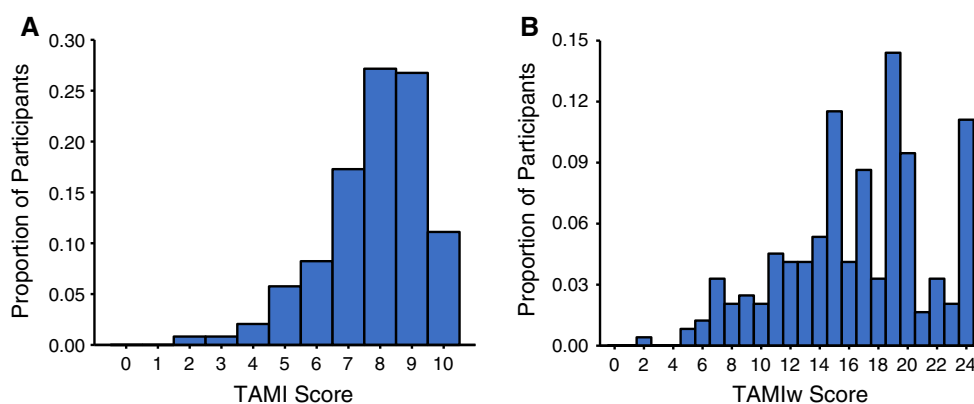 A
Proportion of Participants
0.30
0.25
0.20
0.15
0.10
0.05
0.00
0 1 2 3 4 5 6 7 8 9 10
TAMI Score
B
Proportion of Participants
0.15
0.12
0.09
0.06
0.03
0.00
0 2 4 6 8 10 12 14 16 18 20 22 24
TAMIw Score